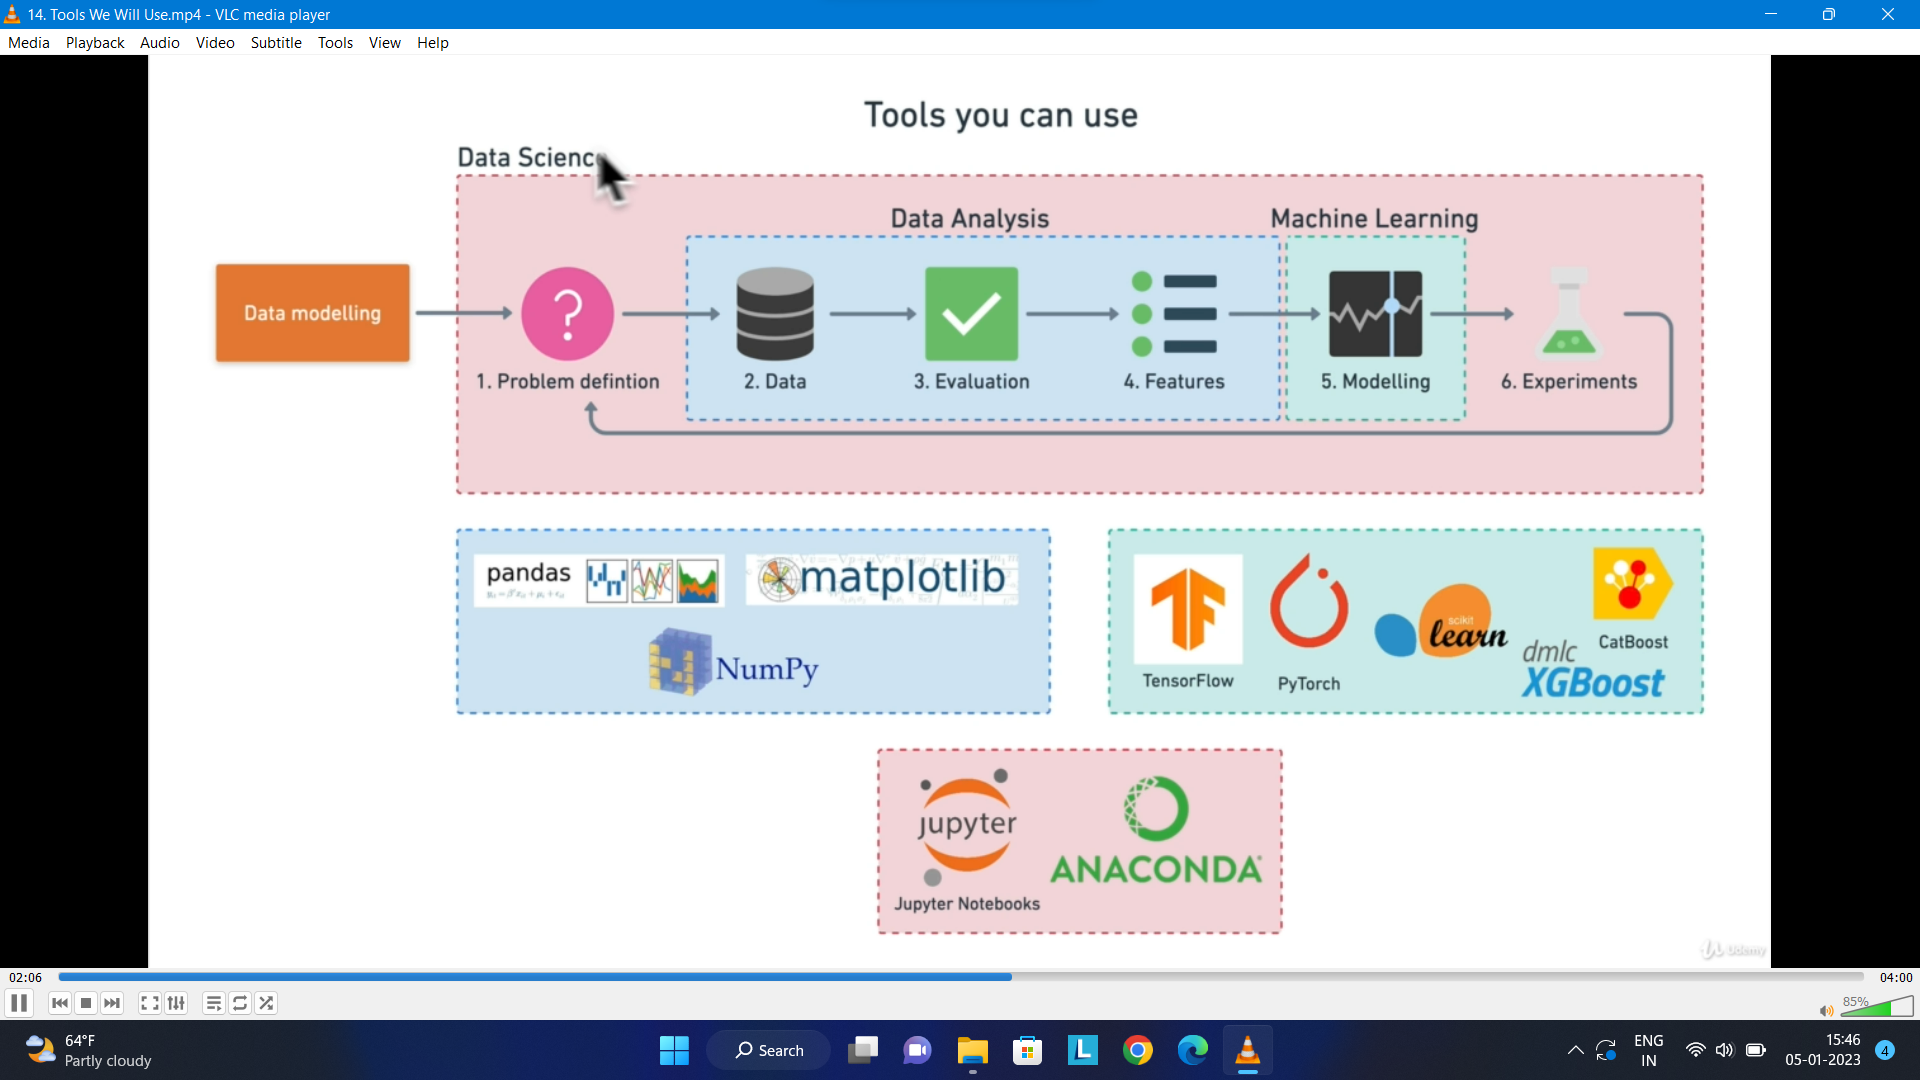 14. Tools We Will Use.mp4 - VLC media player
Media Playback Audio Video Subtitle Tools View Help
Tools you can use
Data Scienc
Data Analysis
Machine Learning
Data modelling
?
1. Problem defintion
2. Data
3. Evaluation
4. Features
5. Modelling
6. Experiments
pandas
matplotlib
NumPy
TensorFlow
PyTorch
scikit
learn
CatBoost
dmlc
XGBoost
jupyter
Jupyter Notebooks
ANACONDA
Udemy
02:06
04:00
85%
64°F
Partly cloudy
Search
L
ENG
IN
15:46
05-01-2023
4